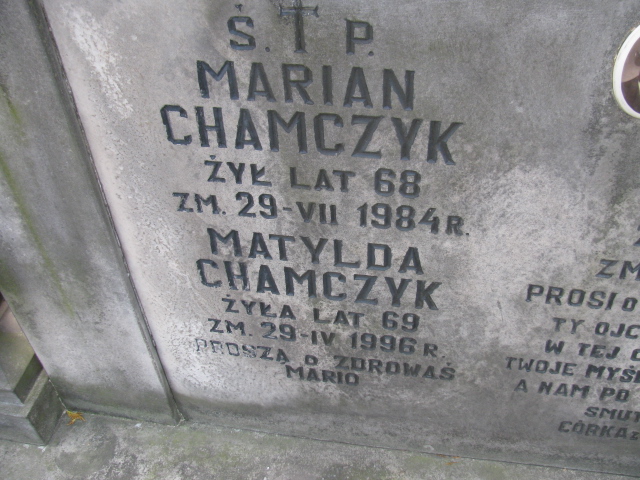 Ś. P.
MARIAN
CHAMCZYK
ŻYŁ LAT 68
ZM. 29-VII 1984 R.
MATYLDA
CHAMCZYK
ŻYŁA LAT 69
ZM. 29-IV 1996 R.
PROSZĄ O ZDROWAŚ
MARIO
ZM
PROSI O
TY OJC
W TEJ
TWOJE MYŚL
A NAM PO
SMUT
CÓRKA